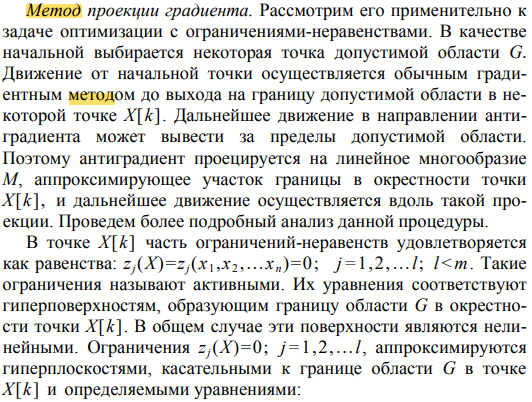 Метод проекции градиента. Рассмотрим его применительно к
задаче оптимизации с ограничениями-неравенствами. В качестве
начальной выбирается некоторая точка допустимой области G.
Движение от начальной точки осуществляется обычным гради-
ентным методом до выхода на границу допустимой области в не-
которой точке X[k]. Дальнейшее движение в направлении анти-
градиента может вывести за пределы допустимой области.
Поэтому антиградиент проецируется на линейное многообразие
M, аппроксимирующее участок границы в окрестности точки
X[k], и дальнейшее движение осуществляется вдоль такой про-
екции. Проведем более подробный анализ данной процедуры.
В точке X[k] часть ограничений-неравенств удовлетворяется
как равенства: zj(X)=zj(x1,x2,…xn)=0; j=1,2,…l; l<m. Такие
ограничения называют активными. Их уравнения соответствуют
гиперповерхностям, образующим границу области G в окрестно-
сти точки X[k]. В общем случае эти поверхности являются нели-
нейными. Ограничения zj(X)=0; j=1,2,…l, аппроксимируются
гиперплоскостями, касательными к границе области G в точке
X[k] и определяемыми уравнениями: